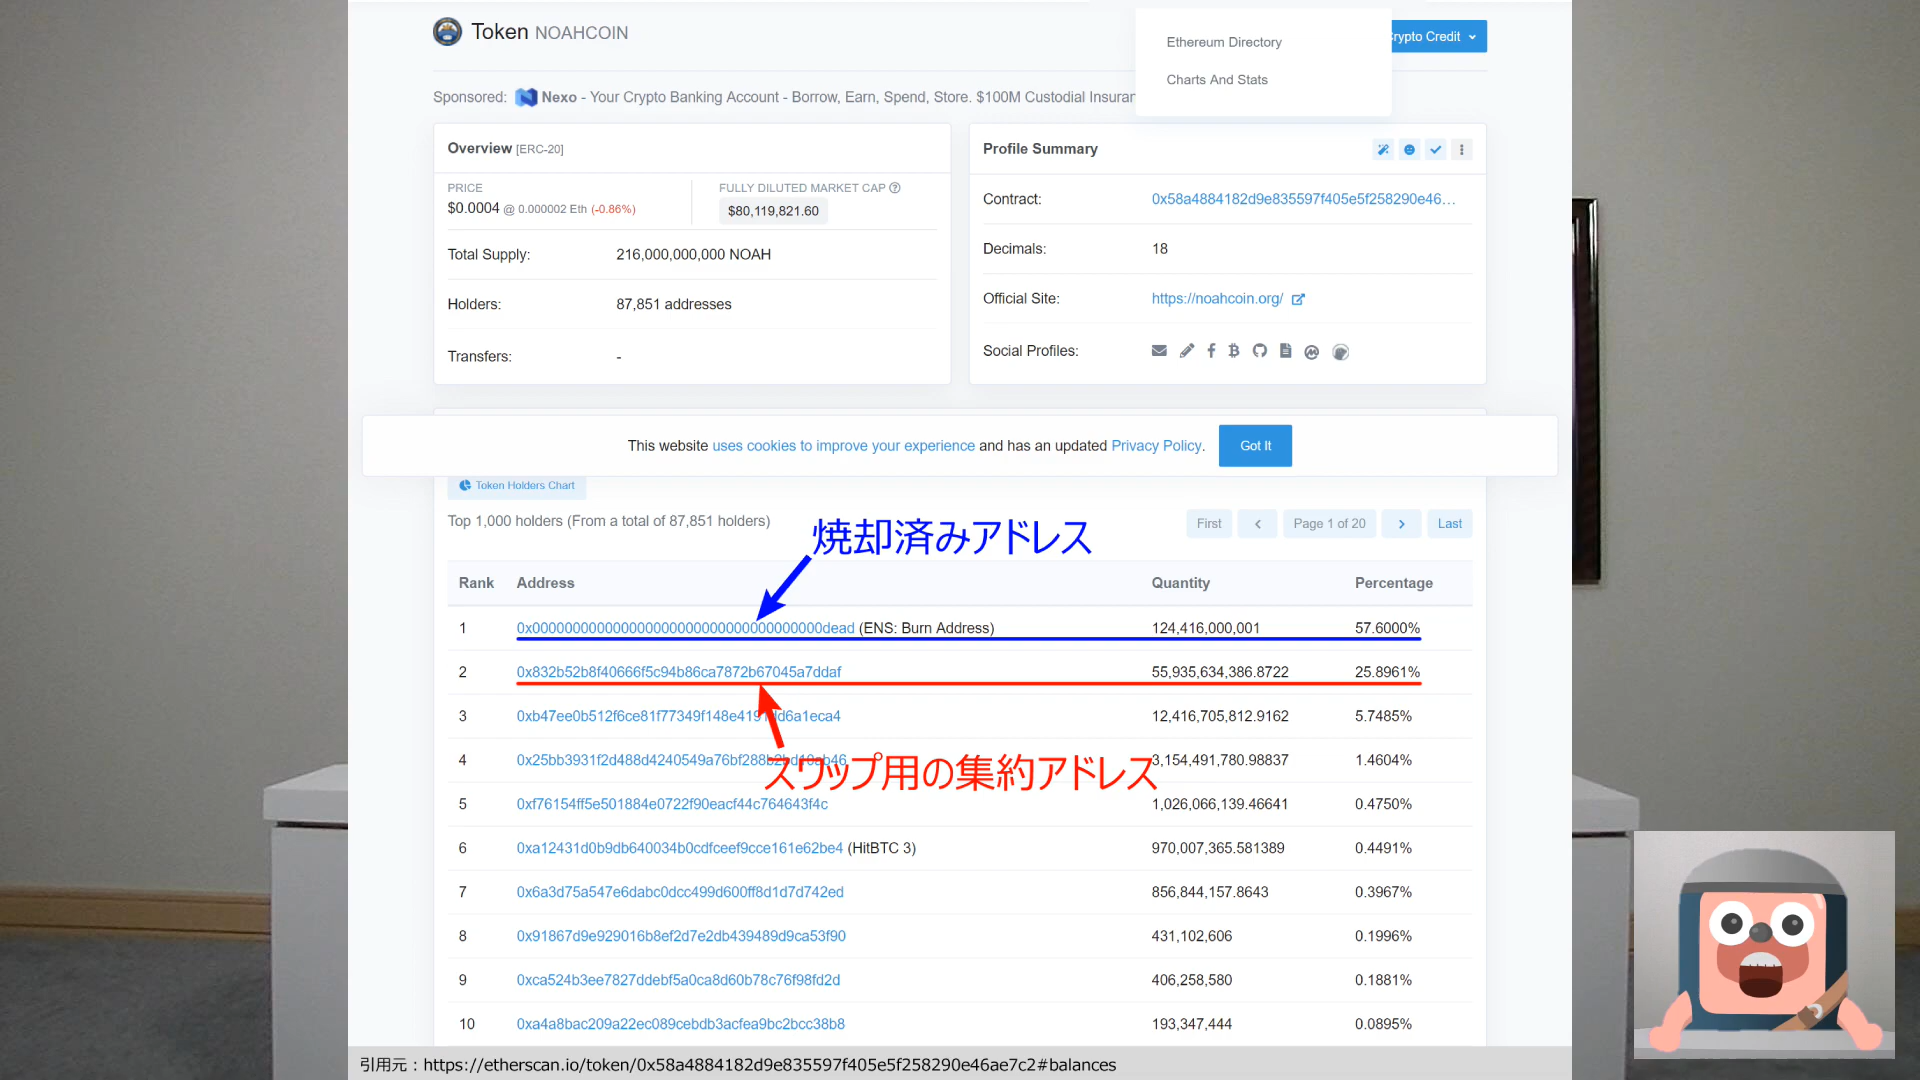 Token NOAHCOIN
Ethereum Directory
Charts And Stats
Crypto Credit
Sponsored: Nexo - Your Crypto Banking Account - Borrow, Earn, Spend, Store. $100M Custodial Insuran
Overview [ERC-20]
PRICE
$0.0004 @ 0.000002 Eth (-0.86%)
FULLY DILUTED MARKET CAP
$80,119,821.60
Total Supply: 216,000,000,000 NOAH
Holders: 87,851 addresses
Transfers: -
Profile Summary
Contract: 0x58a4884182d9e835597f405e5f258290e46...
Decimals: 18
Official Site: https://noahcoin.org/
Social Profiles:
This website uses cookies to improve your experience and has an updated Privacy Policy. Got It
Token Holders Chart
Top 1,000 holders (From a total of 87,851 holders)
First Page 1 of 20 Last
焼却済みアドレス
Rank Address Quantity Percentage
1 0x000000000000000000000000000000000000dead (ENS: Burn Address) 124,416,000,001 57.6000%
2 0x832b52b8f40666f5c94b86ca7872b67045a7ddaf 55,935,634,386.8722 25.8961%
3 12,416,705,812.9162 5.7485%
4 3,154,491,780.98837 1.4604%
スワップ用の集約アドレス
5 0xf76154ff5e501884e0722f90eacf44c764643f4c 1,026,066,139.46641 0.4750%
6 0xa12431d0b9db640034b0cdfceef9cce161e62be4 (HitBTC 3) 970,007,365.581389 0.4491%
7 0x6a3d75a547e6dabc0dcc499d600ff8d1d7d742ed 856,844,157.8643 0.3967%
8 0x91867d9e929016b8ef2d7e2db439489d9ca53f90 431,102,606 0.1996%
9 0xca524b3ee7827ddebf5a0ca8d60b78c76f98fd2d 406,258,580 0.1881%
10 0xa4a8bac209a22ec089cebdb3acfea9bc2bcc38b8 193,347,444 0.0895%
引用元：https://etherscan.io/token/0x58a4884182d9e835597f405e5f258290e46ae7c2#balances